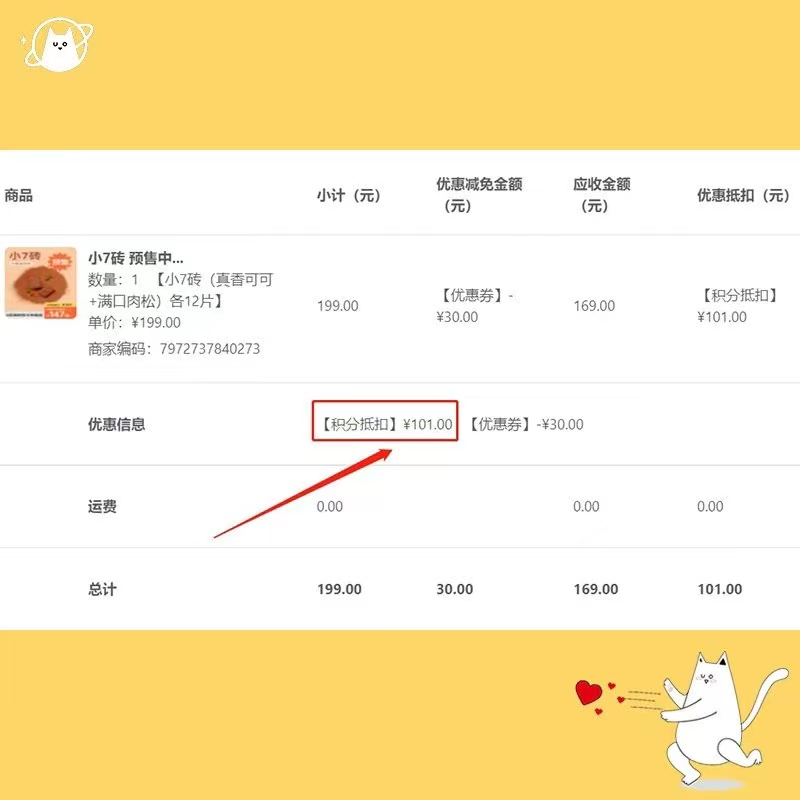 商品
小计（元）
优惠减免金额
（元）
应收金额
（元）
优惠抵扣（元）
小7砖
预售
147
小7砖 预售中...
数量：1 【小7砖（真香可可
+满口肉松）各12片】
单价：¥199.00
商家编码：7972737840273
199.00
【优惠券】-
¥30.00
169.00
【积分抵扣】
¥101.00
优惠信息
【积分抵扣】¥101.00 【优惠券】-¥30.00
运费
0.00
0.00
0.00
总计
199.00
30.00
169.00
101.00